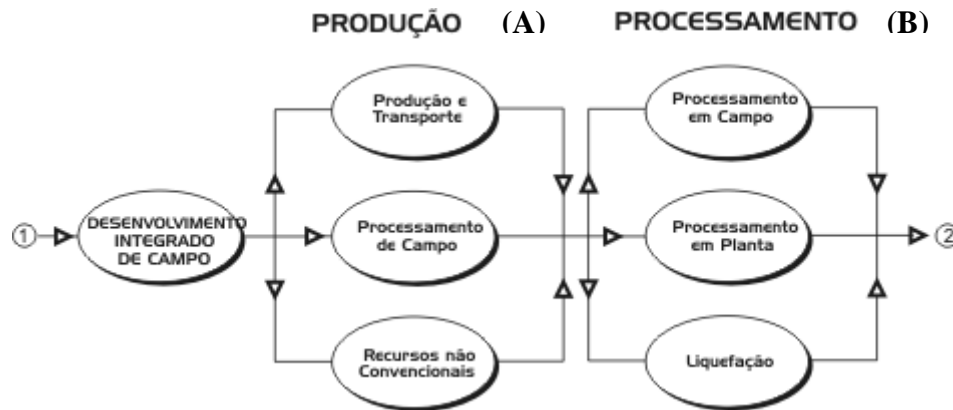 PRODUÇÃO (A) PROCESSAMENTO (B)
Produção e
Transporte
Processamento
em Campo
1
DESENVOLVIMENTO
INTEGRADO
DE CAMPO
Processamento
de Campo
Processamento
em Planta
2
Recursos não
Convencionais
Liquefação